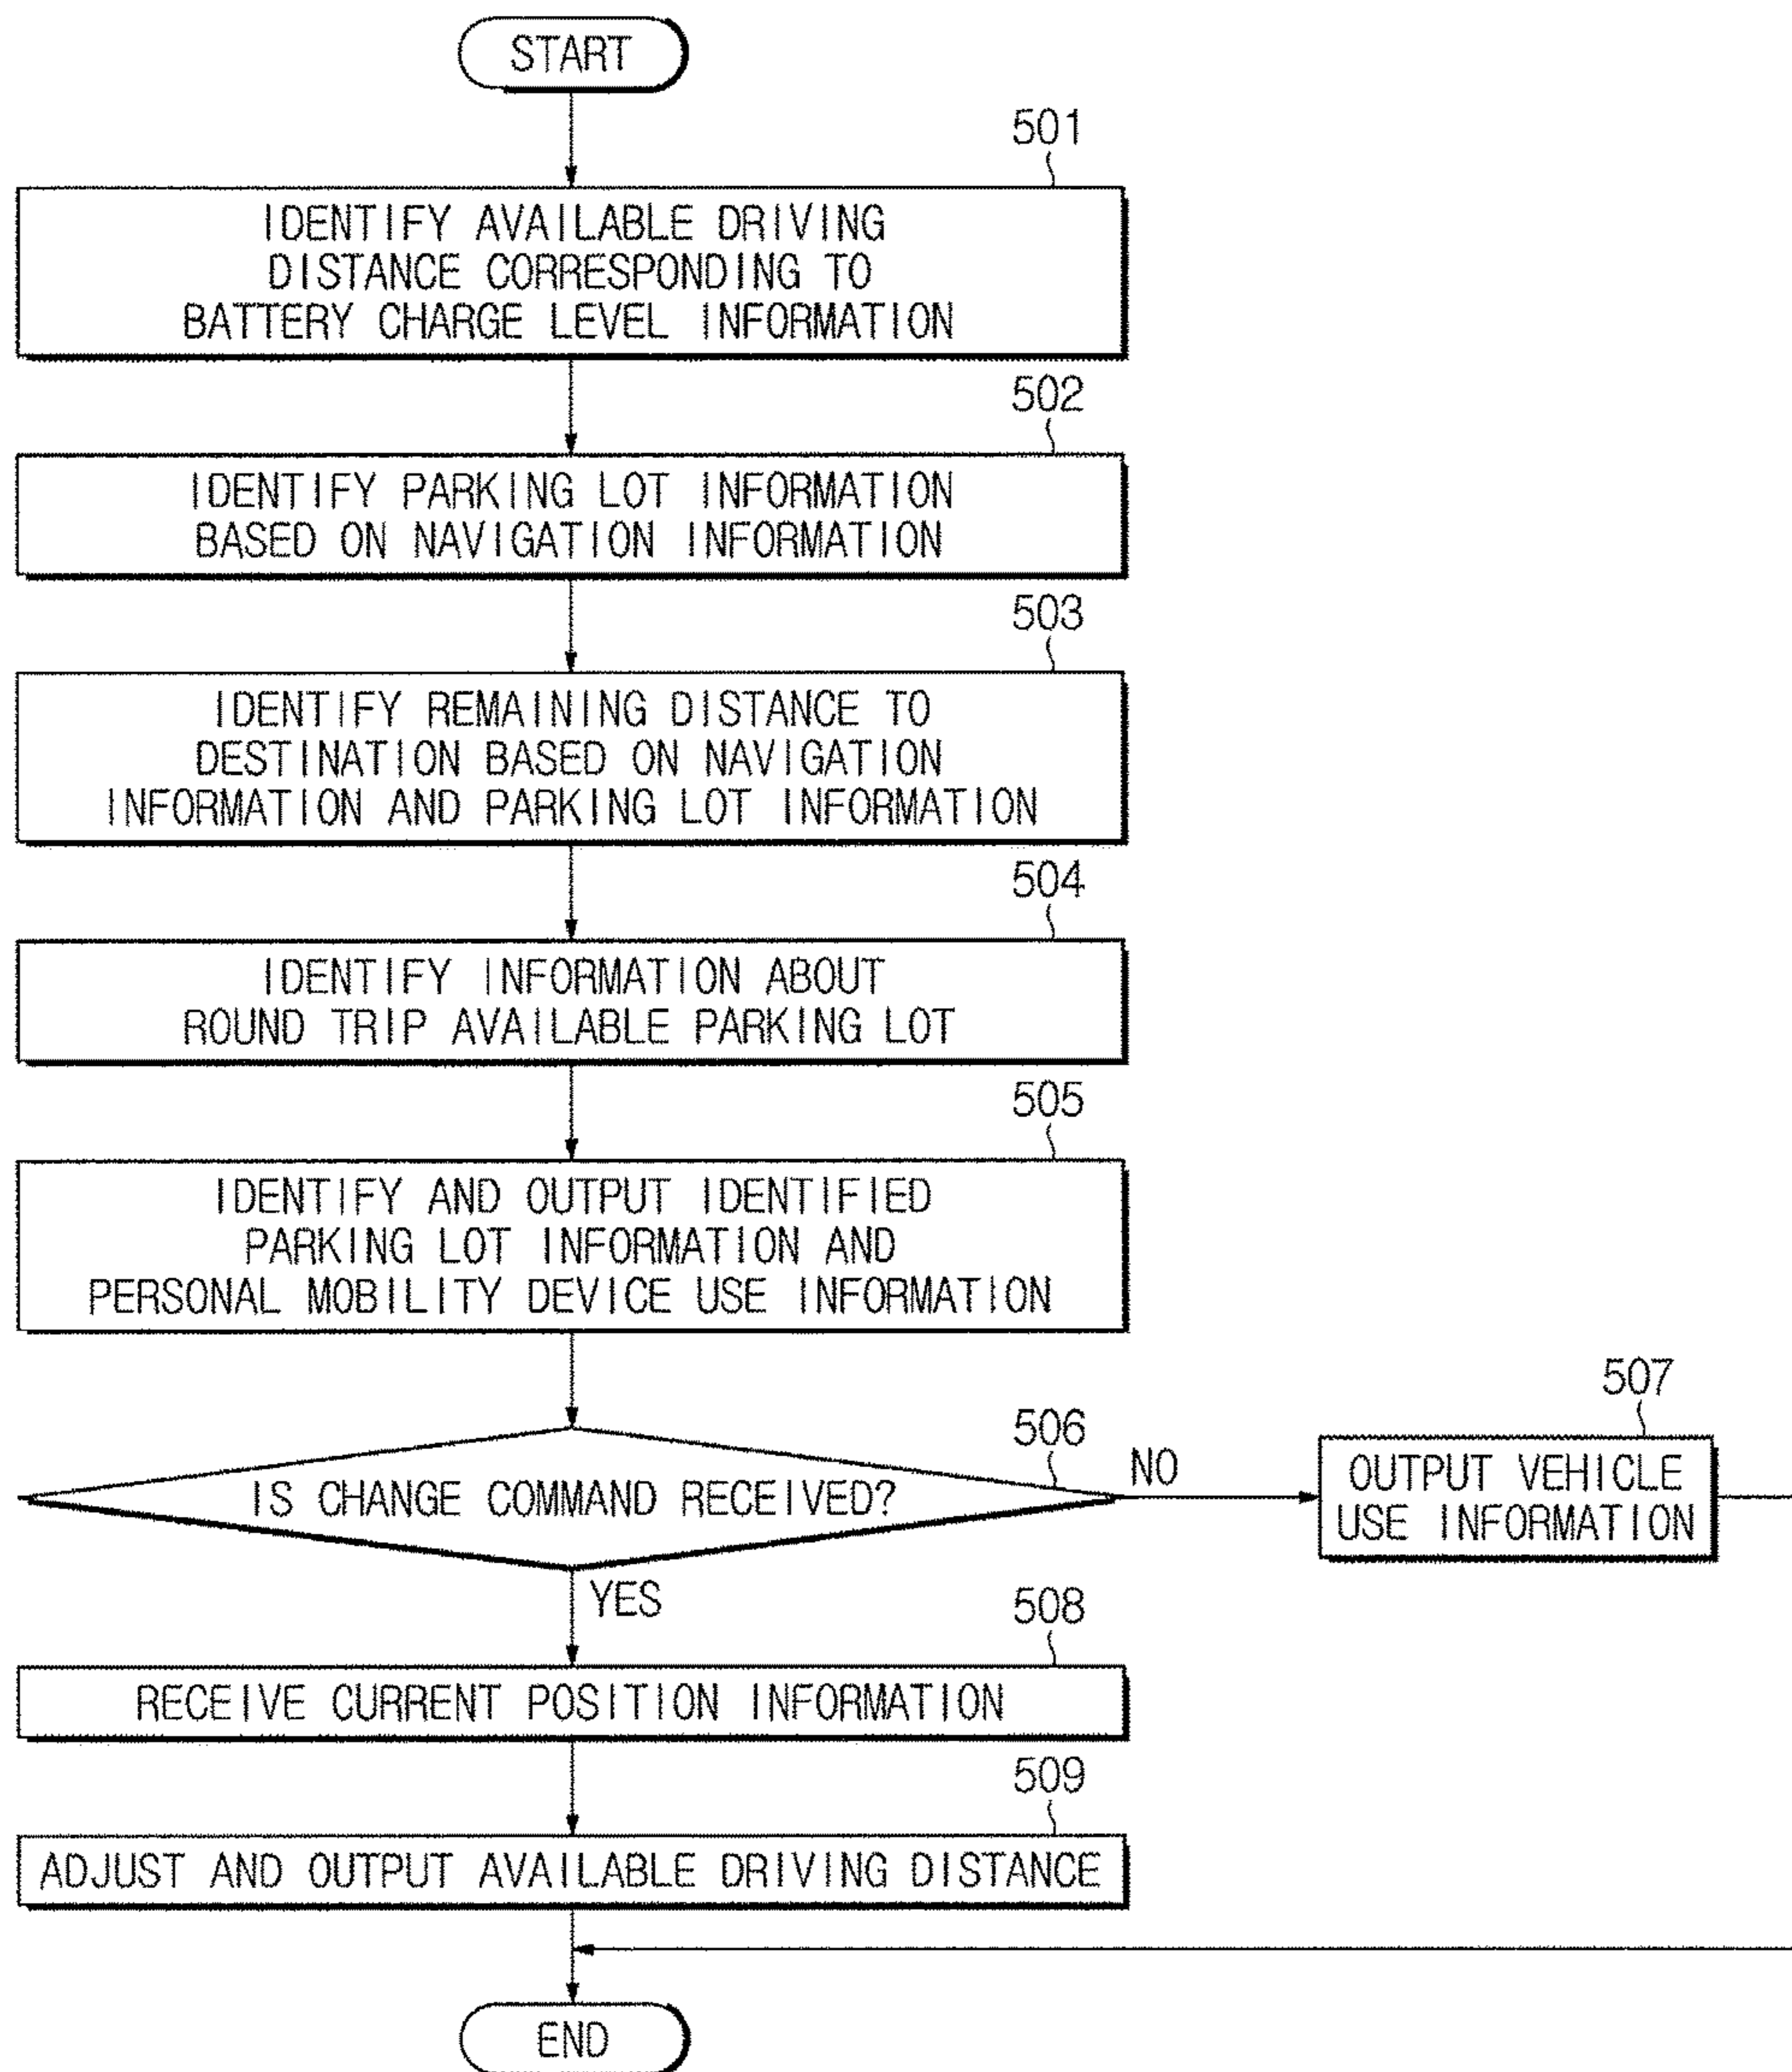 START
501
IDENTIFY AVAILABLE DRIVING
DISTANCE CORRESPONDING TO
BATTERY CHARGE LEVEL INFORMATION
502
IDENTIFY PARKING LOT INFORMATION
BASED ON NAVIGATION INFORMATION
503
IDENTIFY REMAINING DISTANCE TO
DESTINATION BASED ON NAVIGATION
INFORMATION AND PARKING LOT INFORMATION
504
IDENTIFY INFORMATION ABOUT
ROUND TRIP AVAILABLE PARKING LOT
505
IDENTIFY AND OUTPUT IDENTIFIED
PARKING LOT INFORMATION AND
PERSONAL MOBILITY DEVICE USE INFORMATION
506
IS CHANGE COMMAND RECEIVED?
NO
507
OUTPUT VEHICLE
USE INFORMATION
YES
508
RECEIVE CURRENT POSITION INFORMATION
509
ADJUST AND OUTPUT AVAILABLE DRIVING DISTANCE
END